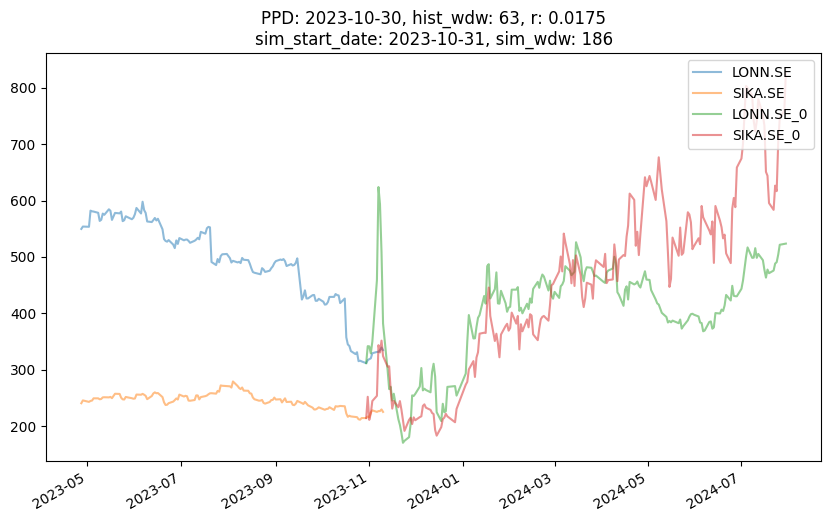 PPD: 2023-10-30, hist_wdw: 63, r: 0.0175
sim_start_date: 2023-10-31, sim_wdw: 186
LONN.SE
SIKA.SE
LONN.SE_0
SIKA.SE_0
800
700
600
500
400
300
200
2023-05
2023-07
2023-09
2023-11
2024-01
2024-03
2024-05
2024-07